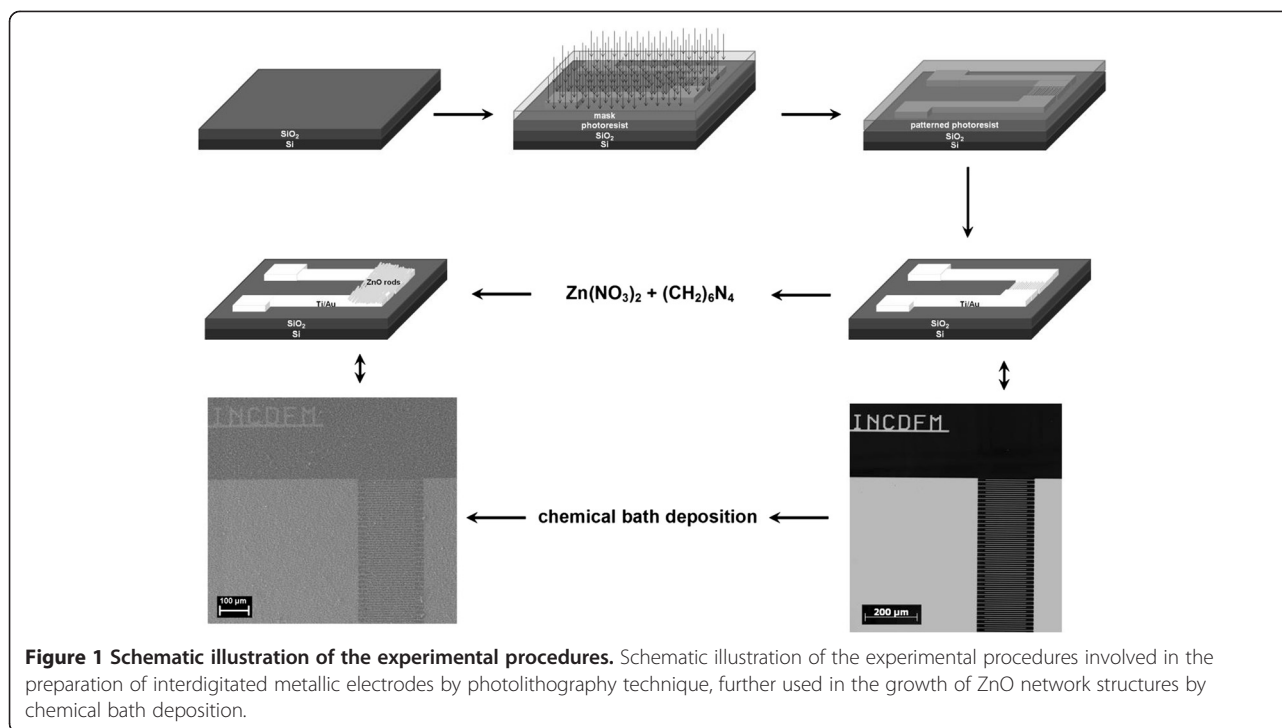 SiO₂
Si
mask
photoresist
SiO₂
Si
patterned photoresist
SiO₂
Si
ZnO rods
Ti/Au
SiO₂
Si
Zn(NO₃)₂ + (CH₂)₆N₄
Ti/Au
SiO₂
Si
INCDFM
100 µm
chemical bath deposition
INCDFM
200 µm
Figure 1 Schematic illustration of the experimental procedures. Schematic illustration of the experimental procedures involved in the
preparation of interdigitated metallic electrodes by photolithography technique, further used in the growth of ZnO network structures by
chemical bath deposition.